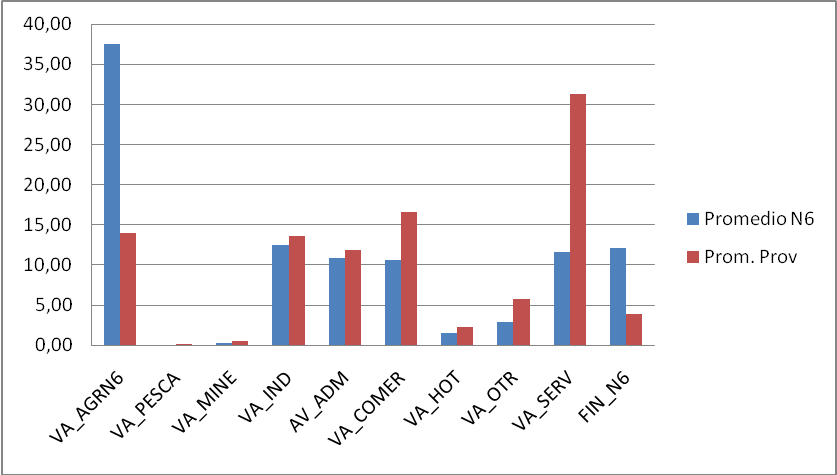 40,00
35,00
30,00
25,00
20,00
15,00
10,00
5,00
0,00
VA_AGRN6
VA_PESCA
VA_MINE
VA_IND
AV_ADM
VA_COMER
VA_HOT
VA_OTR
VA_SERV
FIN_N6
Promedio N6
Prom. Prov